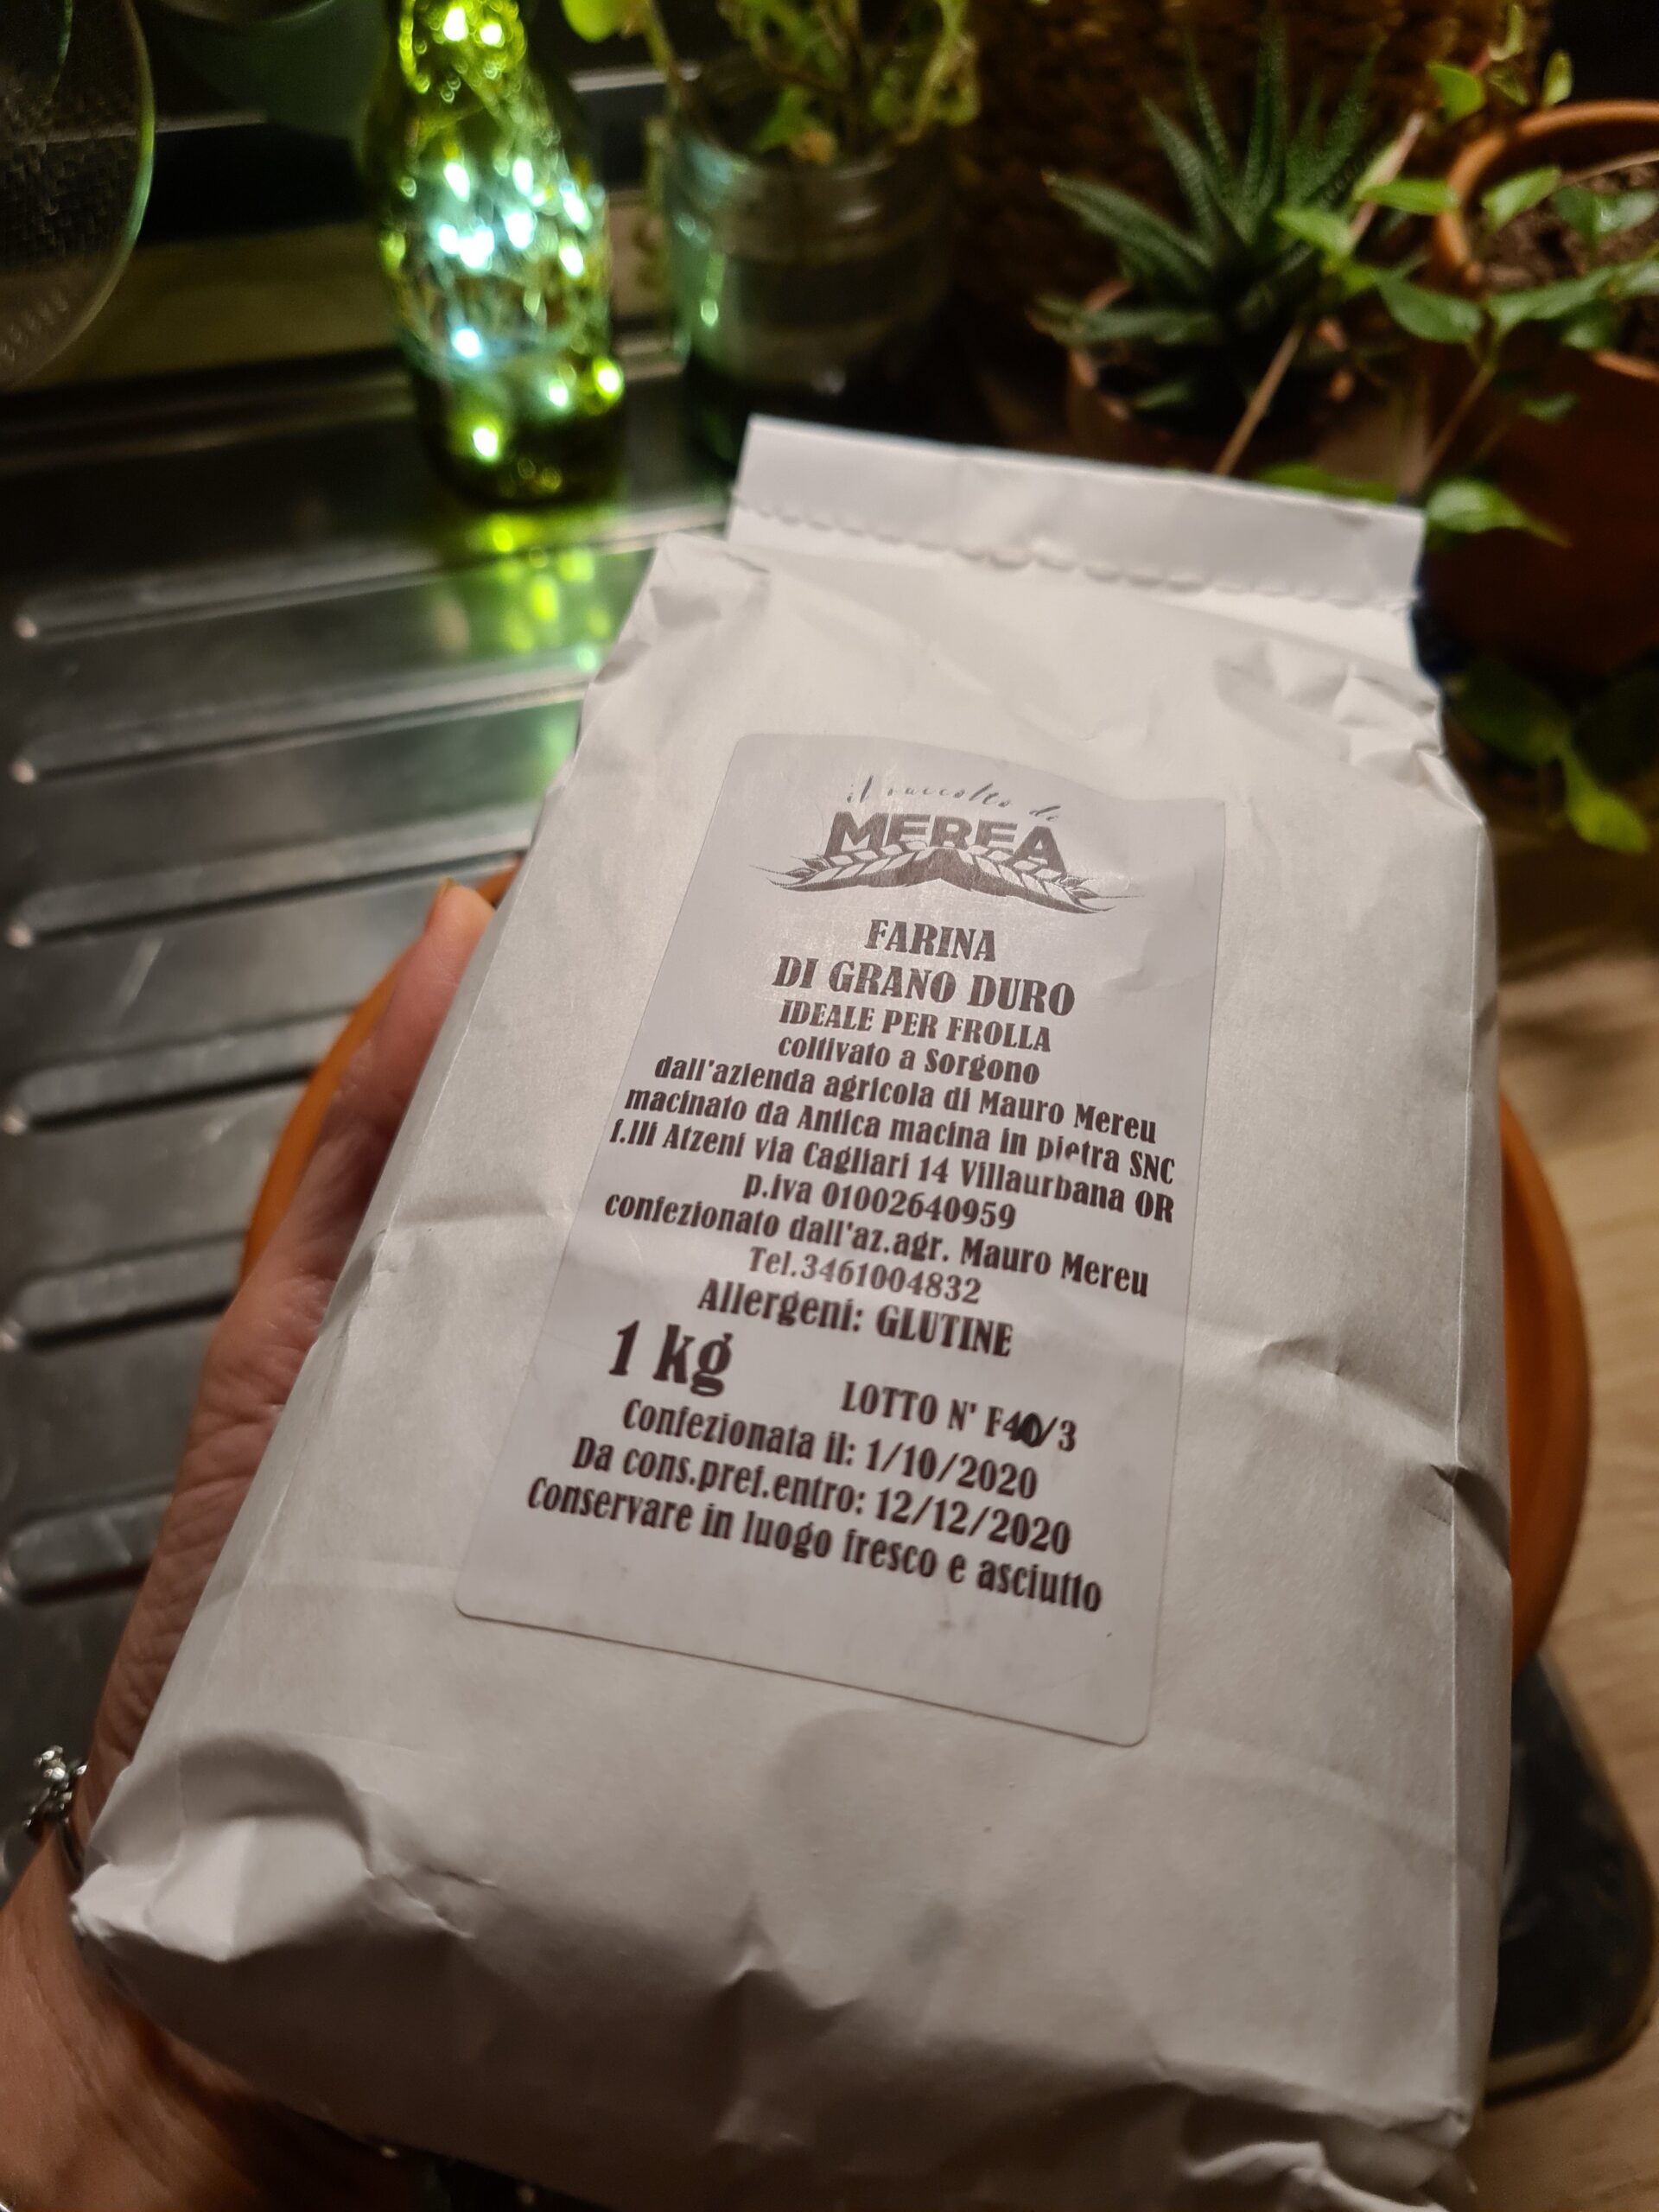 il raccolto di
MEREA
FARINA
DI GRANO DURO
IDEALE PER FROLLA
coltivato a Sorgono
dall'azienda agricola di Mauro Mereu
macinato da Antica macina in pietra SNC
f.lli Atzeni via Cagliari 14 Villaurbana OR
p.iva 01002640959
confezionato dall'az.agr. Mauro Mereu
Tel.3461004832
Allergeni: GLUTINE
1 kg
LOTTO N' F40/3
Confezionata il: 1/10/2020
Da cons.pref.entro: 12/12/2020
Conservare in luogo fresco e asciutto